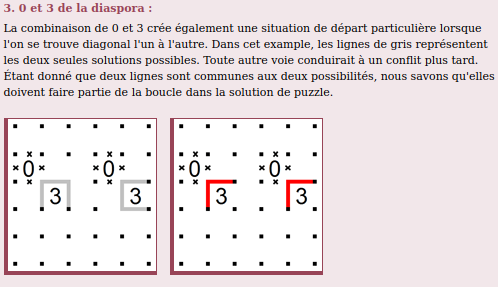 3. 0 et 3 de la diaspora :
La combinaison de 0 et 3 crée également une situation de départ particulière lorsque
l'on se trouve diagonal l'un à l'autre. Dans cet example, les lignes de gris représentent
les deux seules solutions possibles. Toute autre voie conduirait à un conflit plus tard.
Étant donné que deux lignes sont communes aux deux possibilités, nous savons qu'elles
doivent faire partie de la boucle dans la solution de puzzle.
0 0 0 0
3 3 3 3